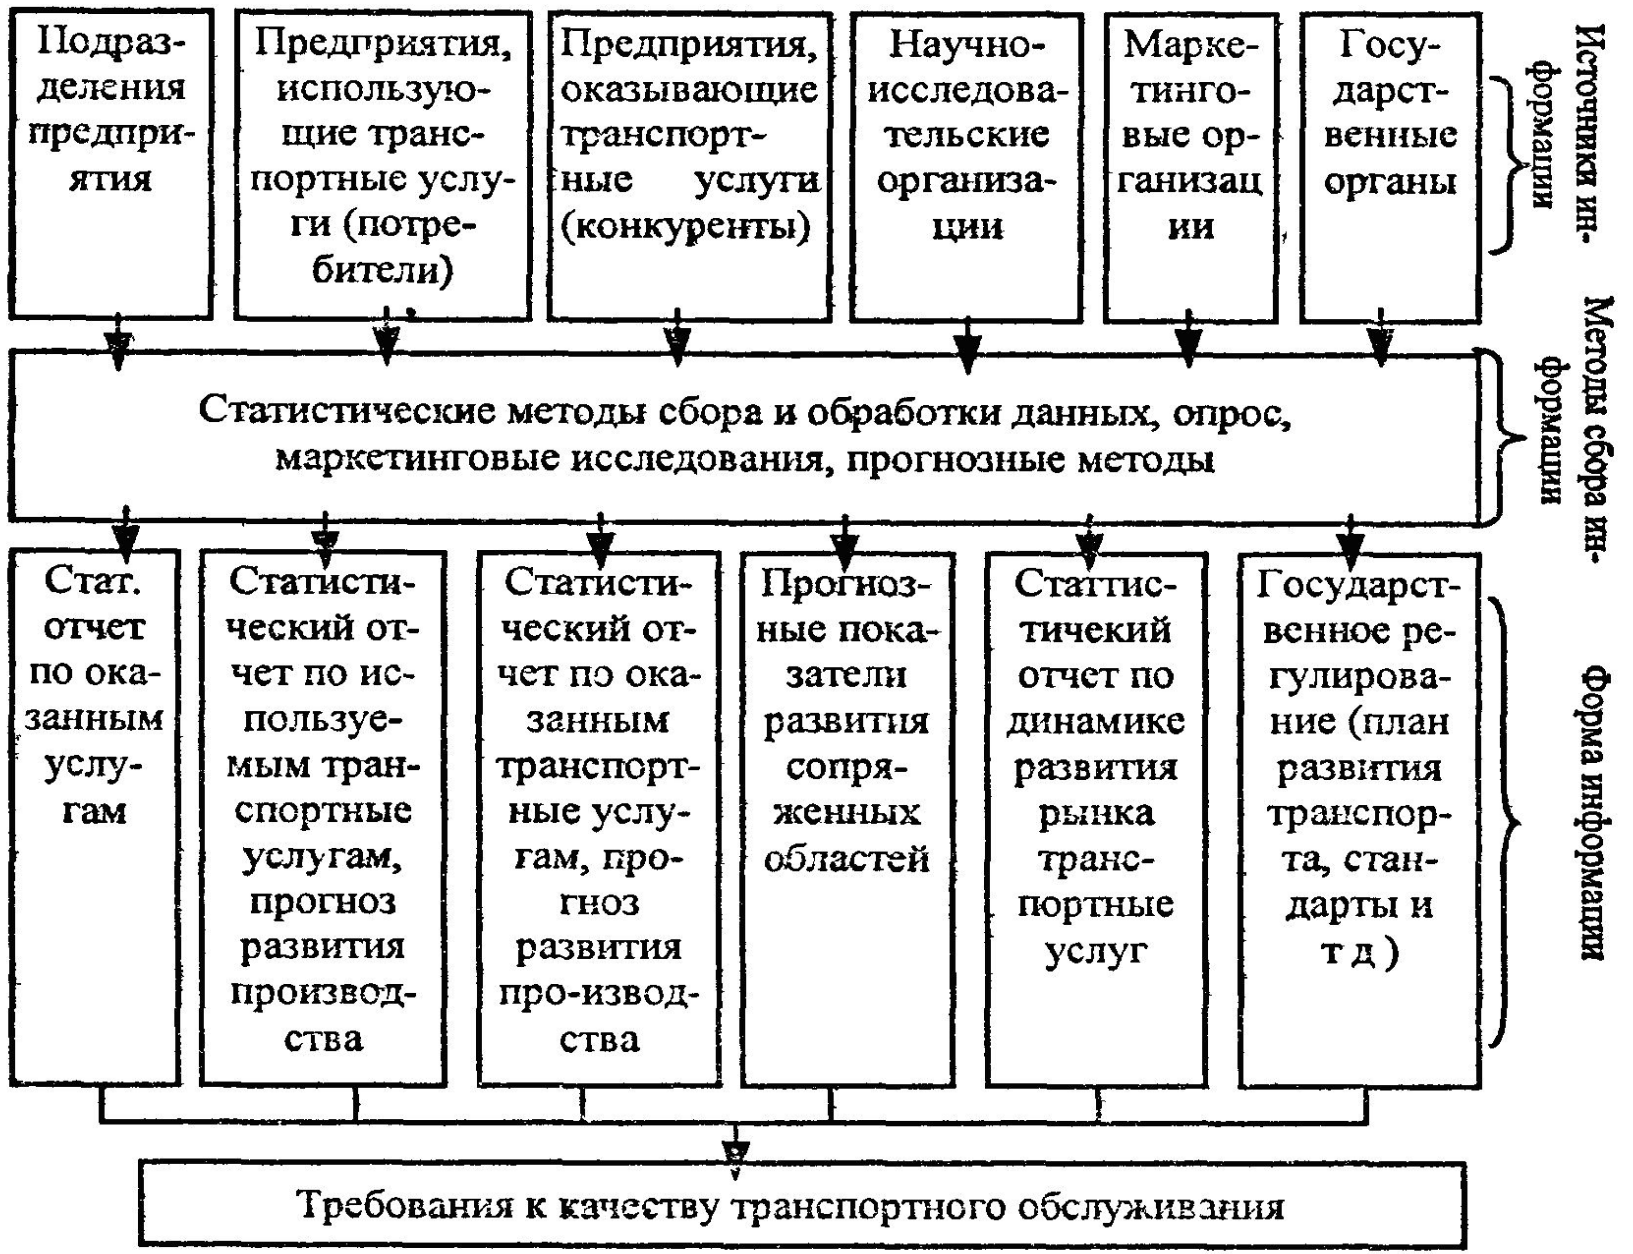 Подраз-
деления
предпри-
ятия
Предприятия,
использую-
щие транс-
портные услу-
ги (потре-
бители)
Предприятия,
оказывающие
транспорт-
ные услуги
(конкуренты)
Научно-
исследова-
тельские
организа-
ции
Марке-
тинго-
вые ор-
ганизац
ии
Госу-
дарст-
венные
органы
Источники ин-
формации
Статистические методы сбора и обработки данных, опрос,
маркетинговые исследования, прогнозные методы
Методы сбора ин-
формации
Стат.
отчет
по ока-
занным
услу-
гам
Статисти-
ческий от-
чет по ис-
пользуе-
мым тран-
спортные
услугам,
прогноз
развития
производ-
ства
Статисти-
ческий от-
чет по ока-
занным
транспорт-
ные услу-
гам, про-
гноз
развития
про-извод-
ства
Прогноз-
ные пока-
затели
развития
сопря-
женных
областей
Статтис-
тичекий
отчет по
динамике
развития
рынка
транс-
портные
услуг
Государст-
венное ре-
гулирова-
ние (план
развития
транспор-
та, стан-
дарты и
т д )
Форма информации
Требования к качеству транспортного обслуживания